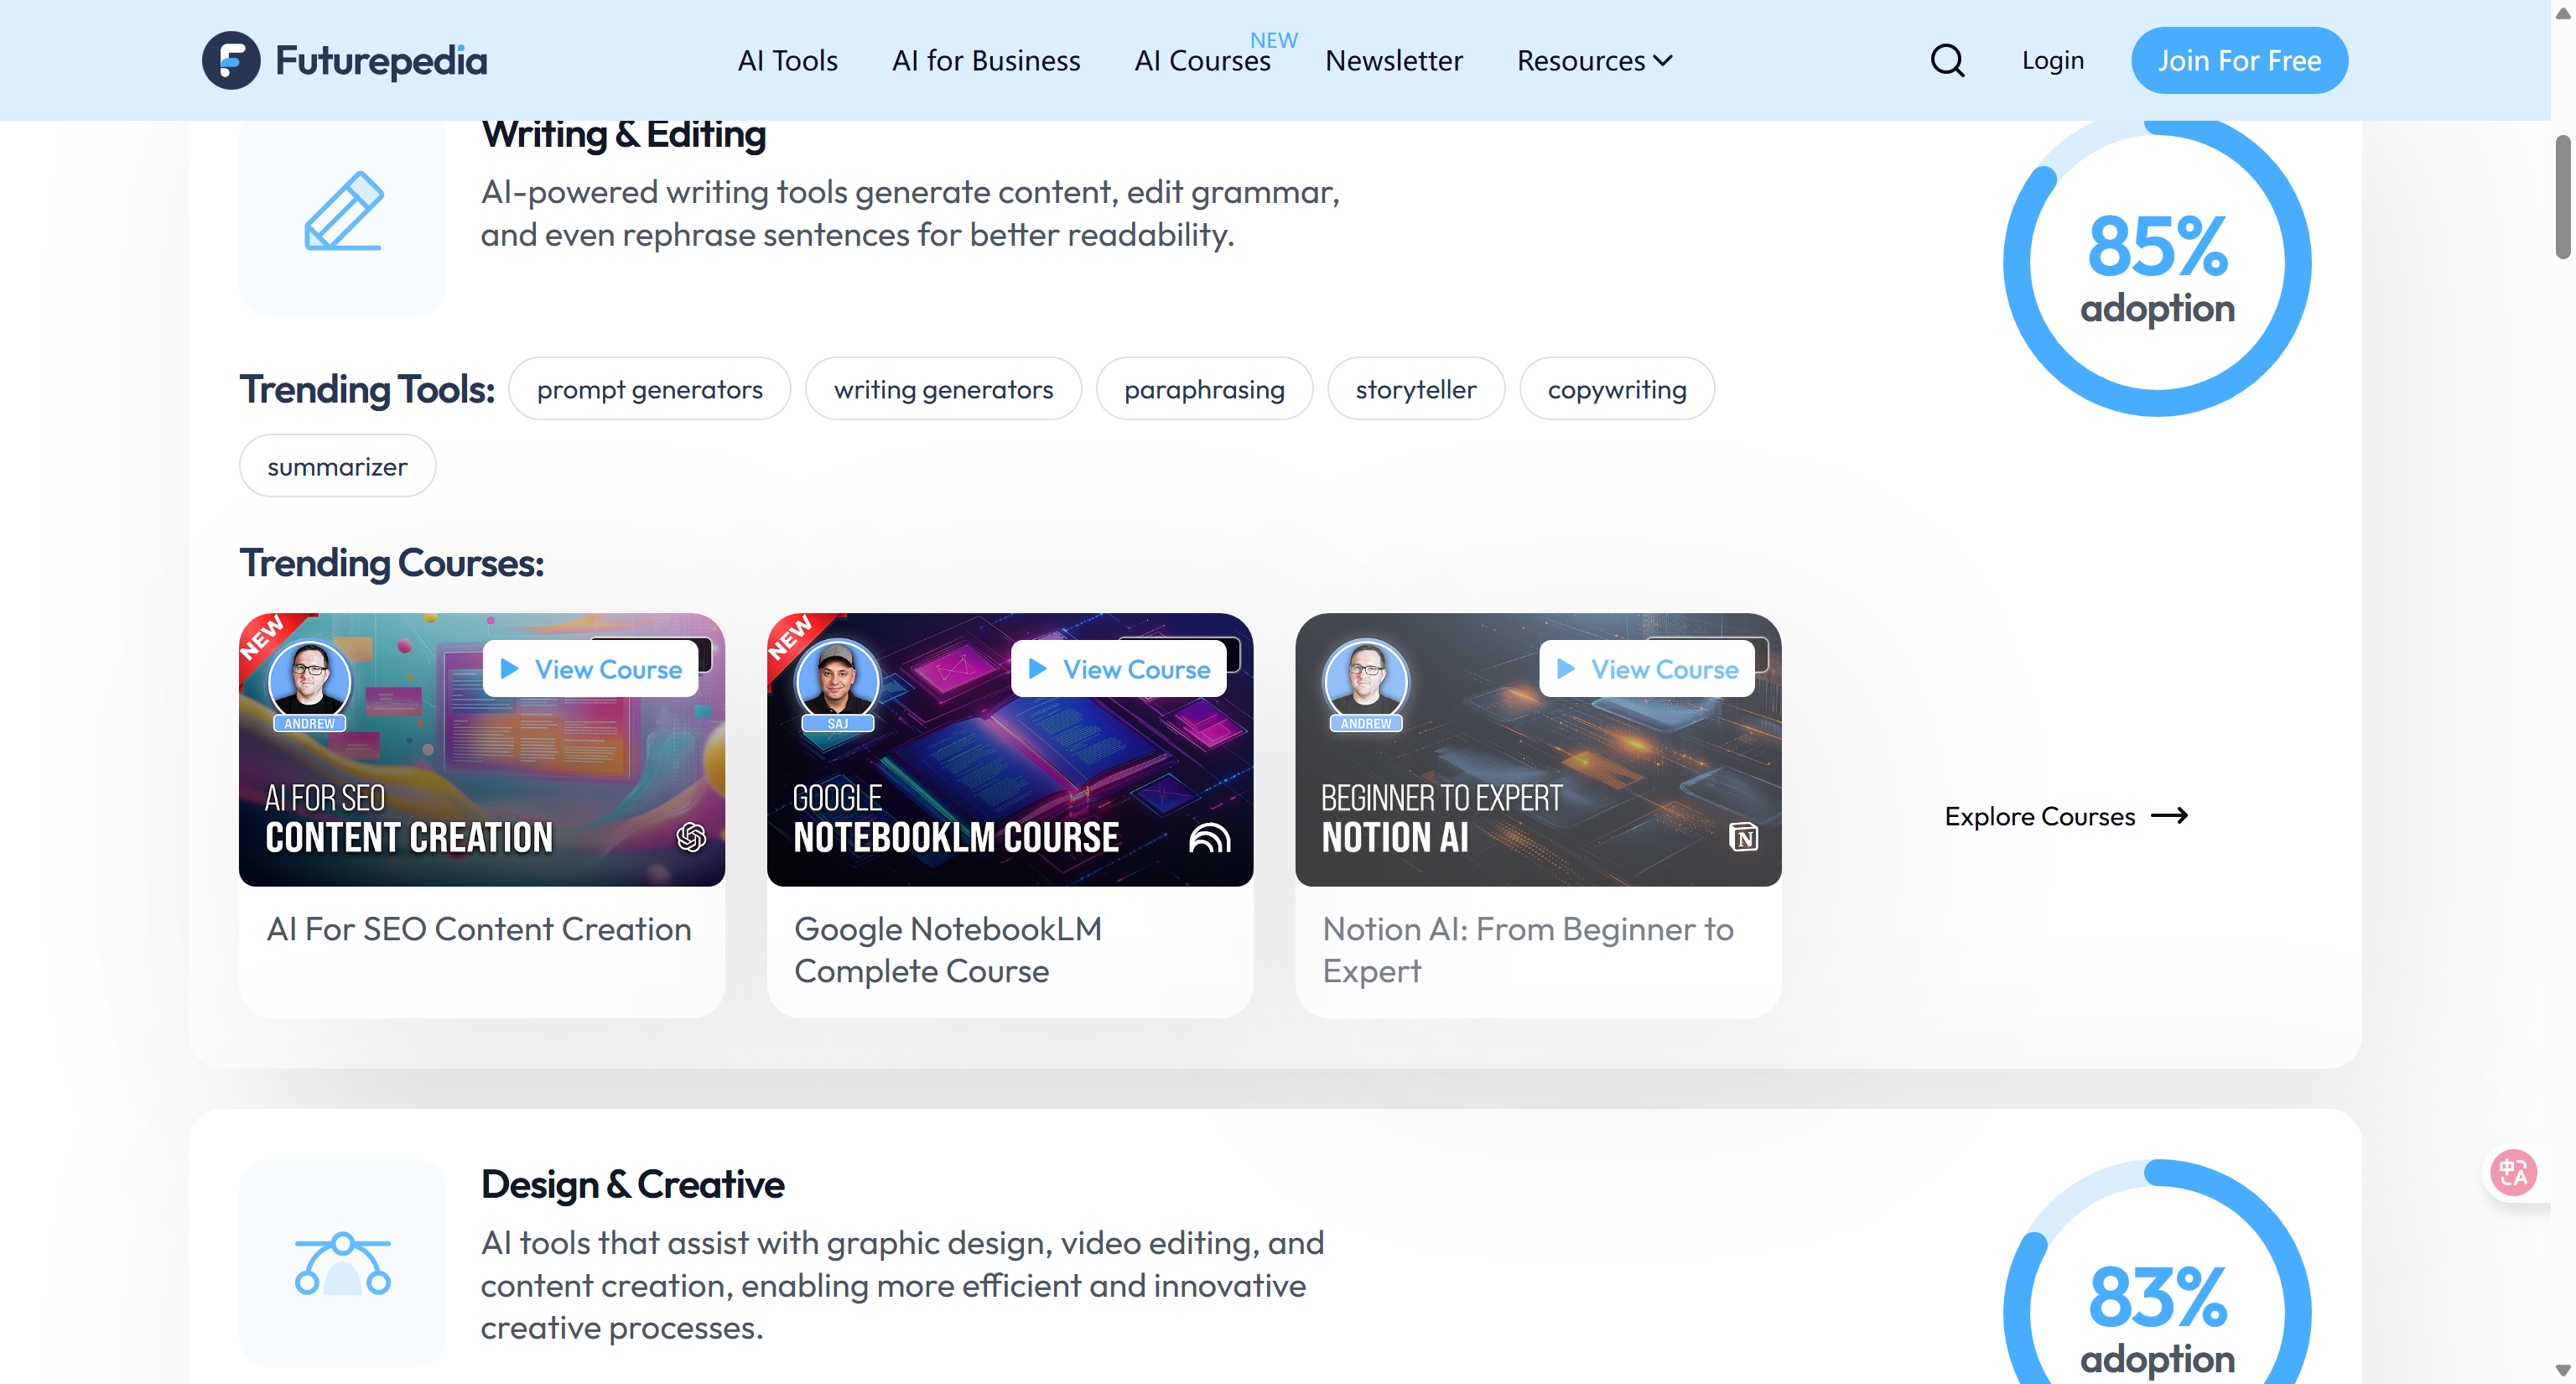 Futurepedia
AI Tools
AI for Business
AI Courses
NEW
Newsletter
Resources
Login
Join For Free
Writing & Editing
AI-powered writing tools generate content, edit grammar,
and even rephrase sentences for better readability.
85%
adoption
Trending Tools:
prompt generators
writing generators
paraphrasing
storyteller
copywriting
summarizer
Trending Courses:
NEW
ANDREW
View Course
AI FOR SEO
CONTENT CREATION
AI For SEO Content Creation
NEW
SAJ
View Course
GOOGLE
NOTEBOOKLM COURSE
Google NotebookLM
Complete Course
ANDREW
View Course
BEGINNER TO EXPERT
NOTION AI
N
Notion AI: From Beginner to
Expert
Explore Courses
Design & Creative
AI tools that assist with graphic design, video editing, and
content creation, enabling more efficient and innovative
creative processes.
83%
adoption
中A